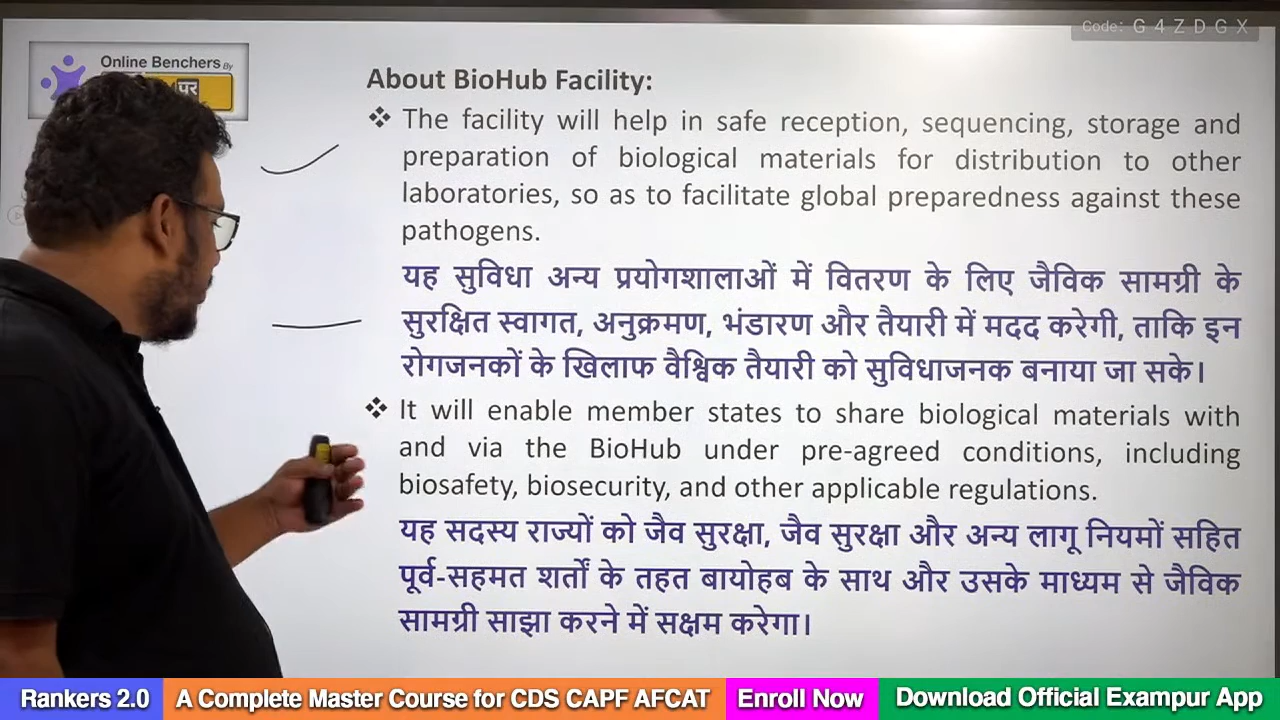 Code: G 4 Z D G X
Online Benchers By
पर
About BioHub Facility:
❖ The facility will help in safe reception, sequencing, storage and
preparation of biological materials for distribution to other
laboratories, so as to facilitate global preparedness against these
pathogens.
यह सुविधा अन्य प्रयोगशालाओं में वितरण के लिए जैविक सामग्री के
सुरक्षित स्वागत, अनुक्रमण, भंडारण और तैयारी में मदद करेगी, ताकि इन
रोगजनकों के खिलाफ वैश्विक तैयारी को सुविधाजनक बनाया जा सके।
❖ It will enable member states to share biological materials with
and via the BioHub under pre-agreed conditions, including
biosafety, biosecurity, and other applicable regulations.
यह सदस्य राज्यों को जैव सुरक्षा, जैव सुरक्षा और अन्य लागू नियमों सहित
पूर्व-सहमत शर्तों के तहत बायोहब के साथ और उसके माध्यम से जैविक
सामग्री साझा करने में सक्षम करेगा।
Rankers 2.0 A Complete Master Course for CDS CAPF AFCAT Enroll Now Download Official Exampur App